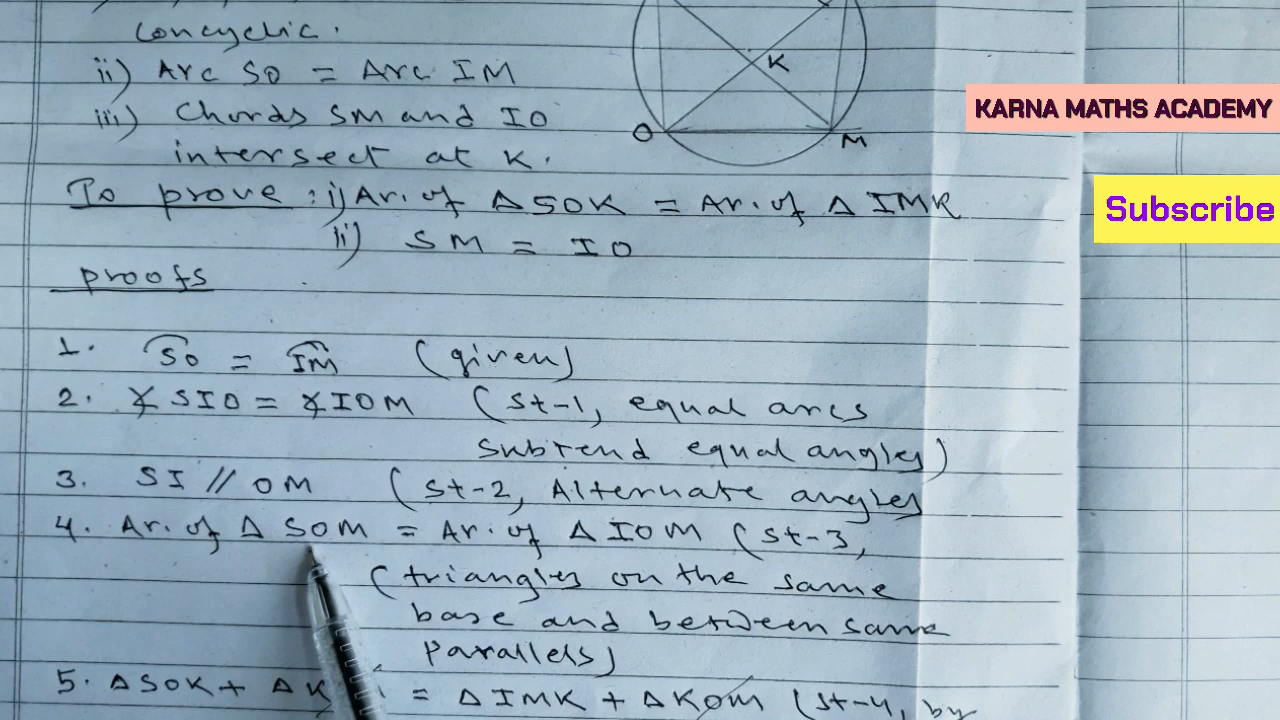 concyclic.
ii) Arc SO = Arc IM
iii) Chords SM and IO
intersect at K.
K
O
M
KARNA MATHS ACADEMY
Subscribe
To prove : i) Ar. of △SOK = Ar. of △IMK
ii) SM = IO
proofs
1. S͡O = I͡M (given)
2. ∡SIO = ∡IOM (st-1, equal arcs
subtend equal angles)
3. SI // OM (st-2, Alternate angles
4. Ar. of △SOM = Ar. of △IOM (st-3,
(triangles on the same
base and between same
parallels)
5. △SOK + △K = △IMK + △KOM (st-4, by